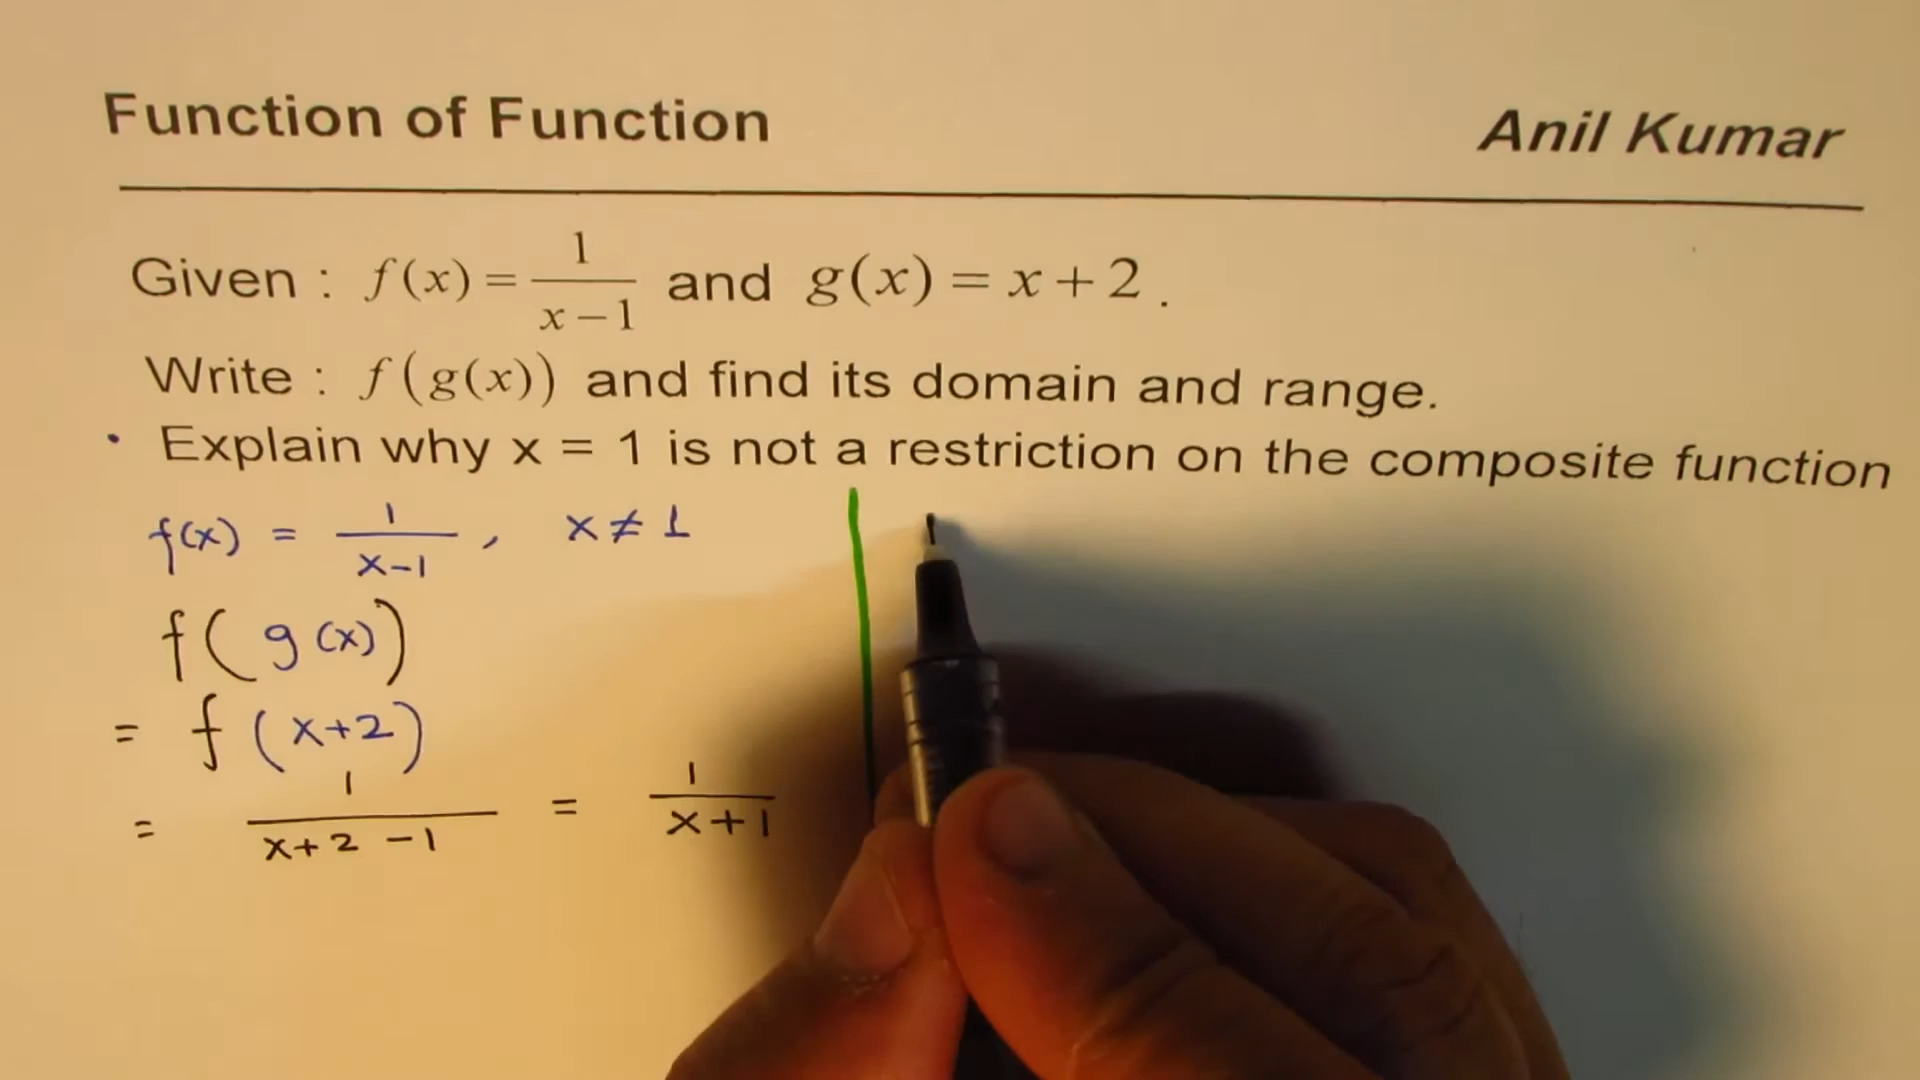 Function of Function Anil Kumar
Given : f(x) = 1/(x−1) and g(x) = x+2 .
Write : f(g(x)) and find its domain and range.
• Explain why x = 1 is not a restriction on the composite function
f(x) = 1/(x−1) , x ≠ 1
f(g(x))
= f(x+2)
= 1/(x+2−1) = 1/(x+1)